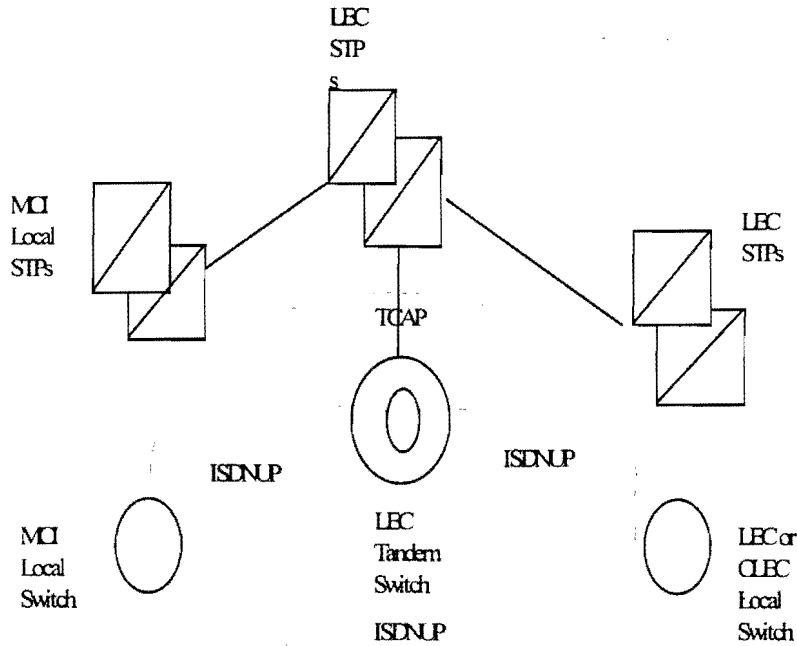 LEC
STP
s
MCI
Local
STPs
LEC
STPs
TCAP
ISDNUP
ISDNUP
MCI
Local
Switch
LEC
Tandem
Switch
LEC or
CLEC
Local
Switch
ISDNUP